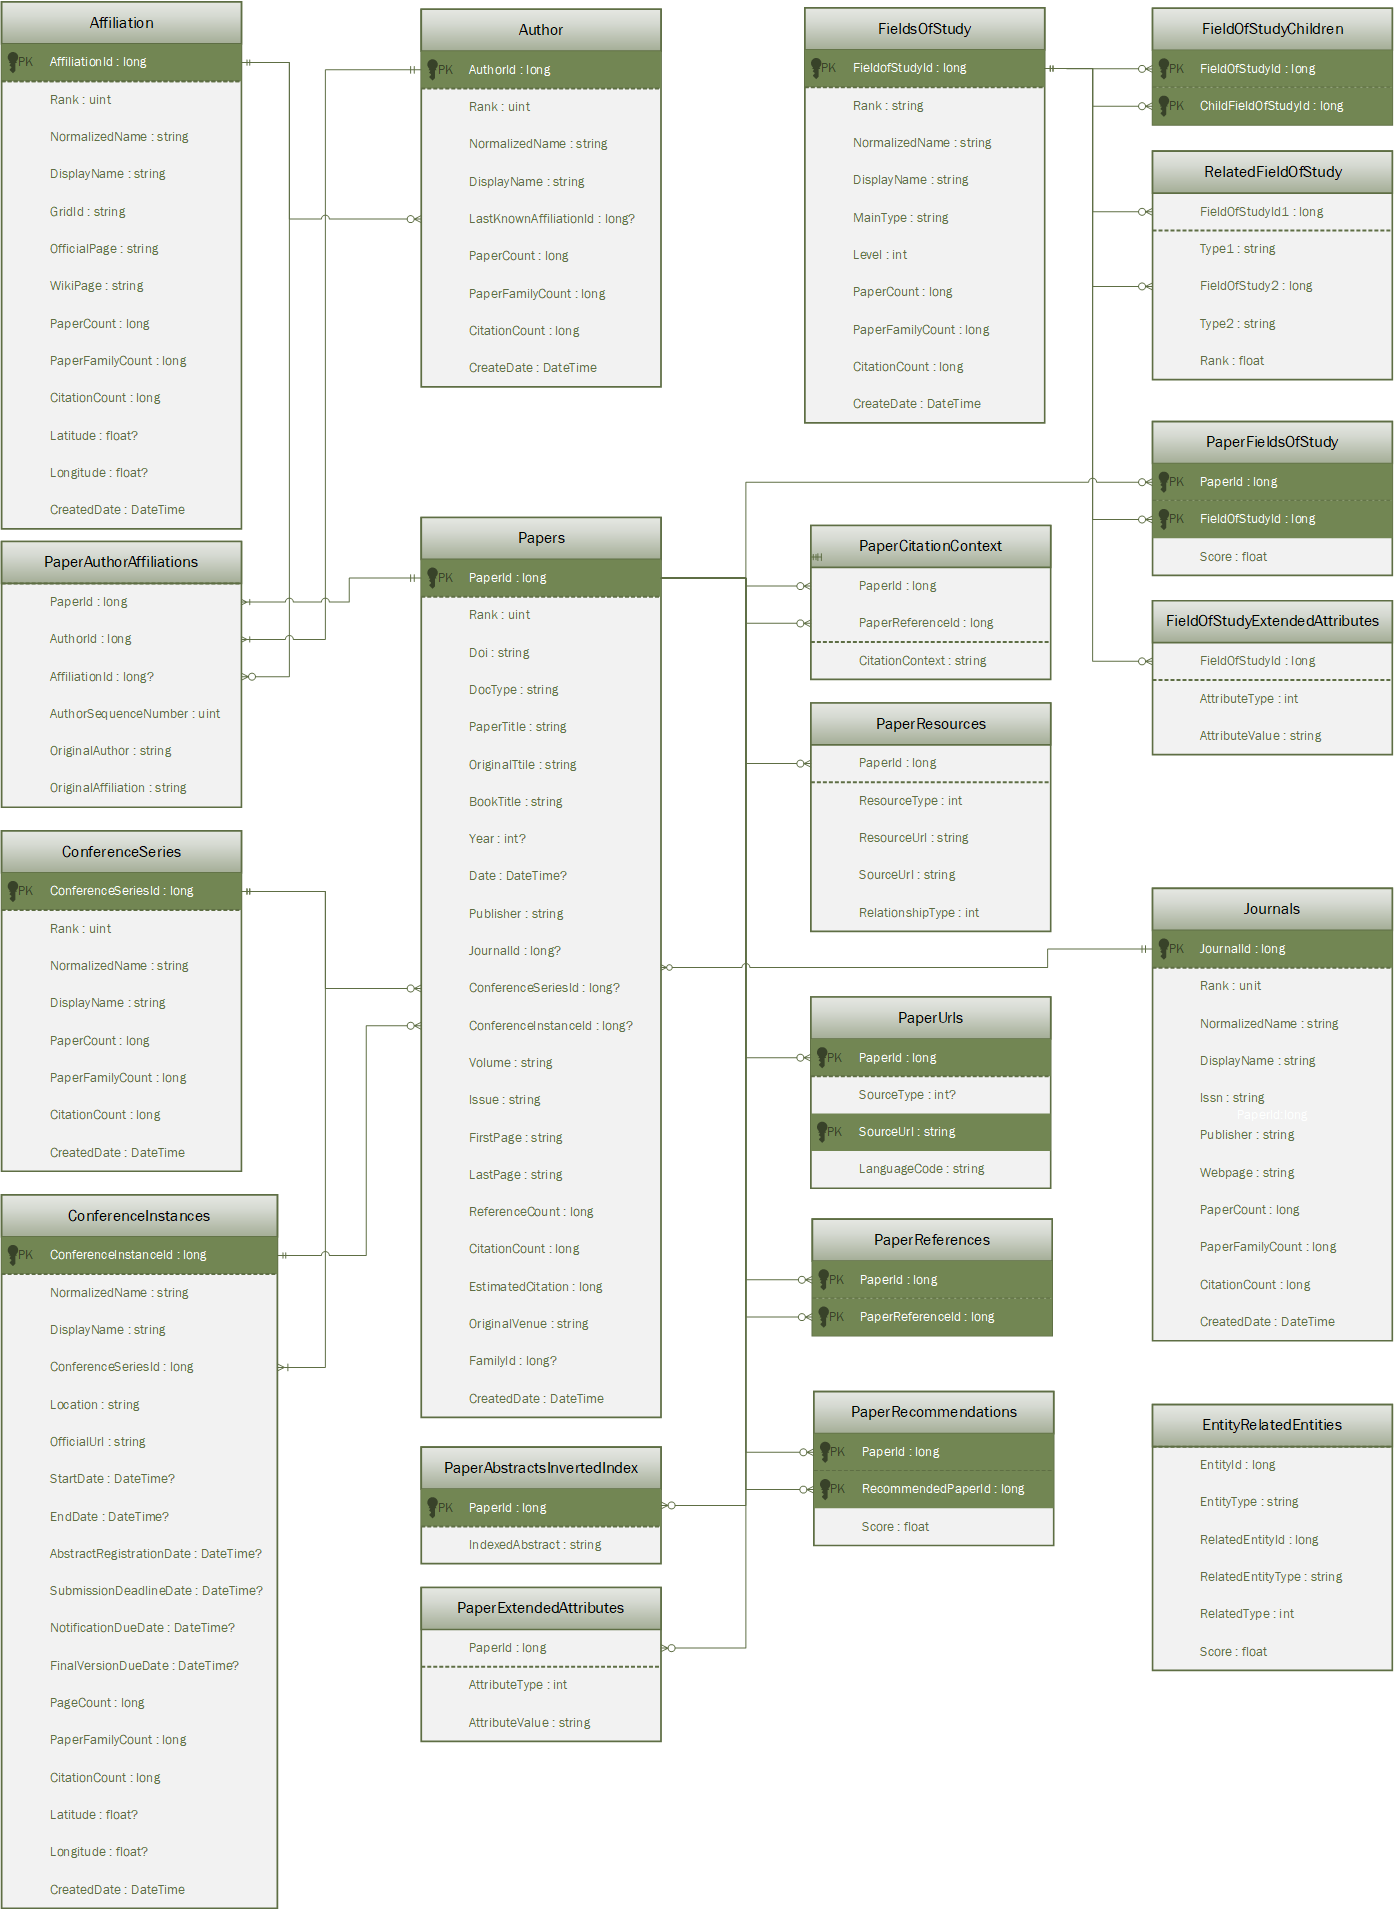 Affiliation
PK AffiliationId : long
Rank : uint
NormalizedName : string
DisplayName : string
GridId : string
OfficialPage : string
WikiPage : string
PaperCount : long
PaperFamilyCount : long
CitationCount : long
Latitude : float?
Longitude : float?
CreatedDate : DateTime
Author
PK AuthorId : long
Rank : uint
NormalizedName : string
DisplayName : string
LastKnownAffiliationId : long?
PaperCount : long
PaperFamilyCount : long
CitationCount : long
CreateDate : DateTime
FieldsOfStudy
PK FieldofStudyId : long
Rank : string
NormalizedName : string
DisplayName : string
MainType : string
Level : int
PaperCount : long
PaperFamilyCount : long
CitationCount : long
CreateDate : DateTime
FieldOfStudyChildren
PK FieldOfStudyId : long
PK ChildFieldOfStudyId : long
RelatedFieldOfStudy
FieldOfStudyId1 : long
Type1 : string
FieldOfStudy2 : long
Type2 : string
Rank : float
PaperFieldsOfStudy
PK PaperId : long
PK FieldOfStudyId : long
Score : float
FieldOfStudyExtendedAttributes
FieldOfStudyId : long
AttributeType : int
AttributeValue : string
PaperAuthorAffiliations
PaperId : long
AuthorId : long
AffiliationId : long?
AuthorSequenceNumber : uint
OriginalAuthor : string
OriginalAffiliation : string
Papers
PK PaperId : long
Rank : uint
Doi : string
DocType : string
PaperTitle : string
OriginalTtile : string
BookTitle : string
Year : int?
Date : DateTime?
Publisher : string
JournalId : long?
ConferenceSeriesId : long?
ConferenceInstanceId : long?
Volume : string
Issue : string
FirstPage : string
LastPage : string
ReferenceCount : long
CitationCount : long
EstimatedCitation : long
OriginalVenue : string
FamilyId : long?
CreatedDate : DateTime
PaperCitationContext
PaperId : long
PaperReferenceId : long
CitationContext : string
PaperResources
PaperId : long
ResourceType : int
ResourceUrl : string
SourceUrl : string
RelationshipType : int
ConferenceSeries
PK ConferenceSeriesId : long
Rank : uint
NormalizedName : string
DisplayName : string
PaperCount : long
PaperFamilyCount : long
CitationCount : long
CreatedDate : DateTime
Journals
PK JournalId : long
Rank : unit
NormalizedName : string
DisplayName : string
Issn : string
PaperId: long
Publisher : string
Webpage : string
PaperCount : long
PaperFamilyCount : long
CitationCount : long
CreatedDate : DateTime
PaperUrls
PK PaperId : long
SourceType : int?
PK SourceUrl : string
LanguageCode : string
ConferenceInstances
PK ConferenceInstanceId : long
NormalizedName : string
DisplayName : string
ConferenceSeriesId : long
Location : string
OfficialUrl : string
StartDate : DateTime?
EndDate : DateTime?
AbstractRegistrationDate : DateTime?
SubmissionDeadlineDate : DateTime?
NotificationDueDate : DateTime?
FinalVersionDueDate : DateTime?
PageCount : long
PaperFamilyCount : long
CitationCount : long
Latitude : float?
Longitude : float?
CreatedDate : DateTime
PaperReferences
PK PaperId : long
PK PaperReferenceId : long
PaperRecommendations
PK PaperId : long
PK RecommendedPaperId : long
Score : float
EntityRelatedEntities
EntityId : long
EntityType : string
RelatedEntityId : long
RelatedEntityType : string
RelatedType : int
Score : float
PaperAbstractsInvertedIndex
PK PaperId : long
IndexedAbstract : string
PaperExtendedAttributes
PaperId : long
AttributeType : int
AttributeValue : string